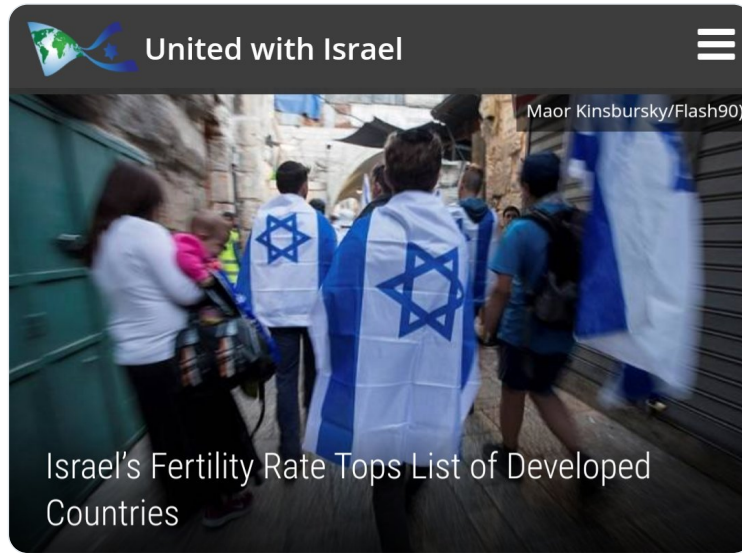 United with Israel
Maor Kinsbursky/Flash90)
Israel's Fertility Rate Tops List of Developed
Countries